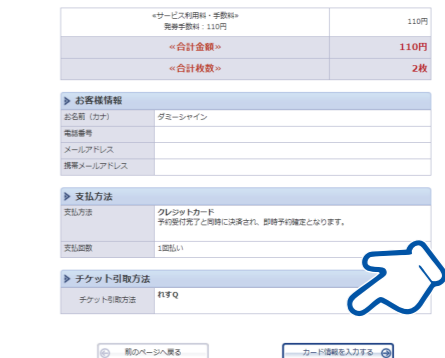 «サービス利用料・手数料»
発券手数料：110円
110円
«合計金額»
110円
«合計枚数»
2枚
お客様情報
お名前（カナ）
ダミーシャイン
電話番号
メールアドレス
携帯メールアドレス
支払方法
支払方法
クレジットカード
予約受付完了と同時に決済され、即時予約確定となります。
支払回数
1回払い
チケット引取方法
チケット引取方法
れすQ
前のページへ戻る
カード情報を入力する